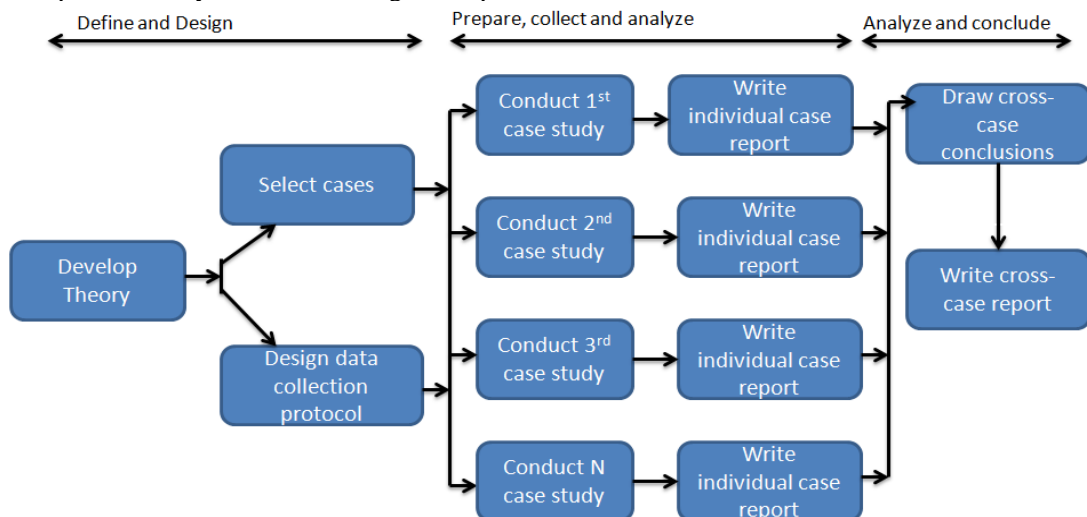 Define and Design
Prepare, collect and analyze
Analyze and conclude
Develop
Theory
Select cases
Design data
collection
protocol
Conduct 1st
case study
Write
individual case
report
Conduct 2nd
case study
Write
individual case
report
Conduct 3rd
case study
Write
individual case
report
Conduct N
case study
Write
individual case
report
Draw cross-
case
conclusions
Write cross-
case report